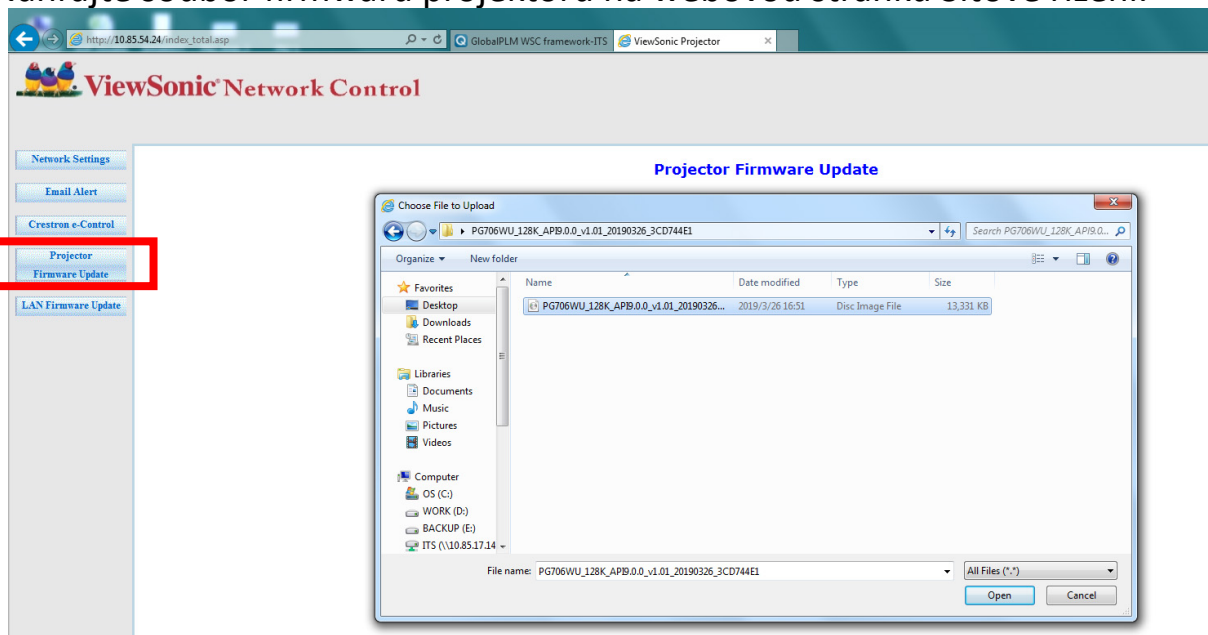 http://10.85.54.24/index_total.asp
GlobalPLM WSC framework-ITS
ViewSonic Projector
ViewSonic® Network Control
Network Settings
Email Alert
Crestron e-Control
Projector
Firmware Update
LAN Firmware Update
Projector Firmware Update
Choose File to Upload
PG706WU_128K_API9.0.0_v1.01_20190326_3CD744E1
Search PG706WU_128K_API9.0...
Organize
New folder
Favorites
Desktop
Downloads
Recent Places
Libraries
Documents
Music
Pictures
Videos
Computer
OS (C:)
WORK (D:)
BACKUP (E:)
ITS (\\10.85.17.14
Name Date modified Type Size
PG706WU_128K_API9.0.0_v1.01_20190326... 2019/3/26 16:51 Disc Image File 13,331 KB
File name: PG706WU_128K_API9.0.0_v1.01_20190326_3CD744E1
All Files (*.*)
Open Cancel